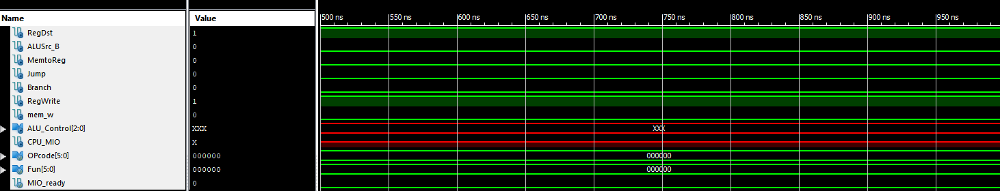 Name Value 500 ns 550 ns 600 ns 650 ns 700 ns 750 ns 800 ns 850 ns 900 ns 950 ns
RegDst 1
ALUSrc_B 0
MemtoReg 0
Jump 0
Branch 0
RegWrite 1
mem_w 0
ALU_Control[2:0] XXX XXX
CPU_MIO X
OPcode[5:0] 000000 000000
Fun[5:0] 000000 000000
MIO_ready 0